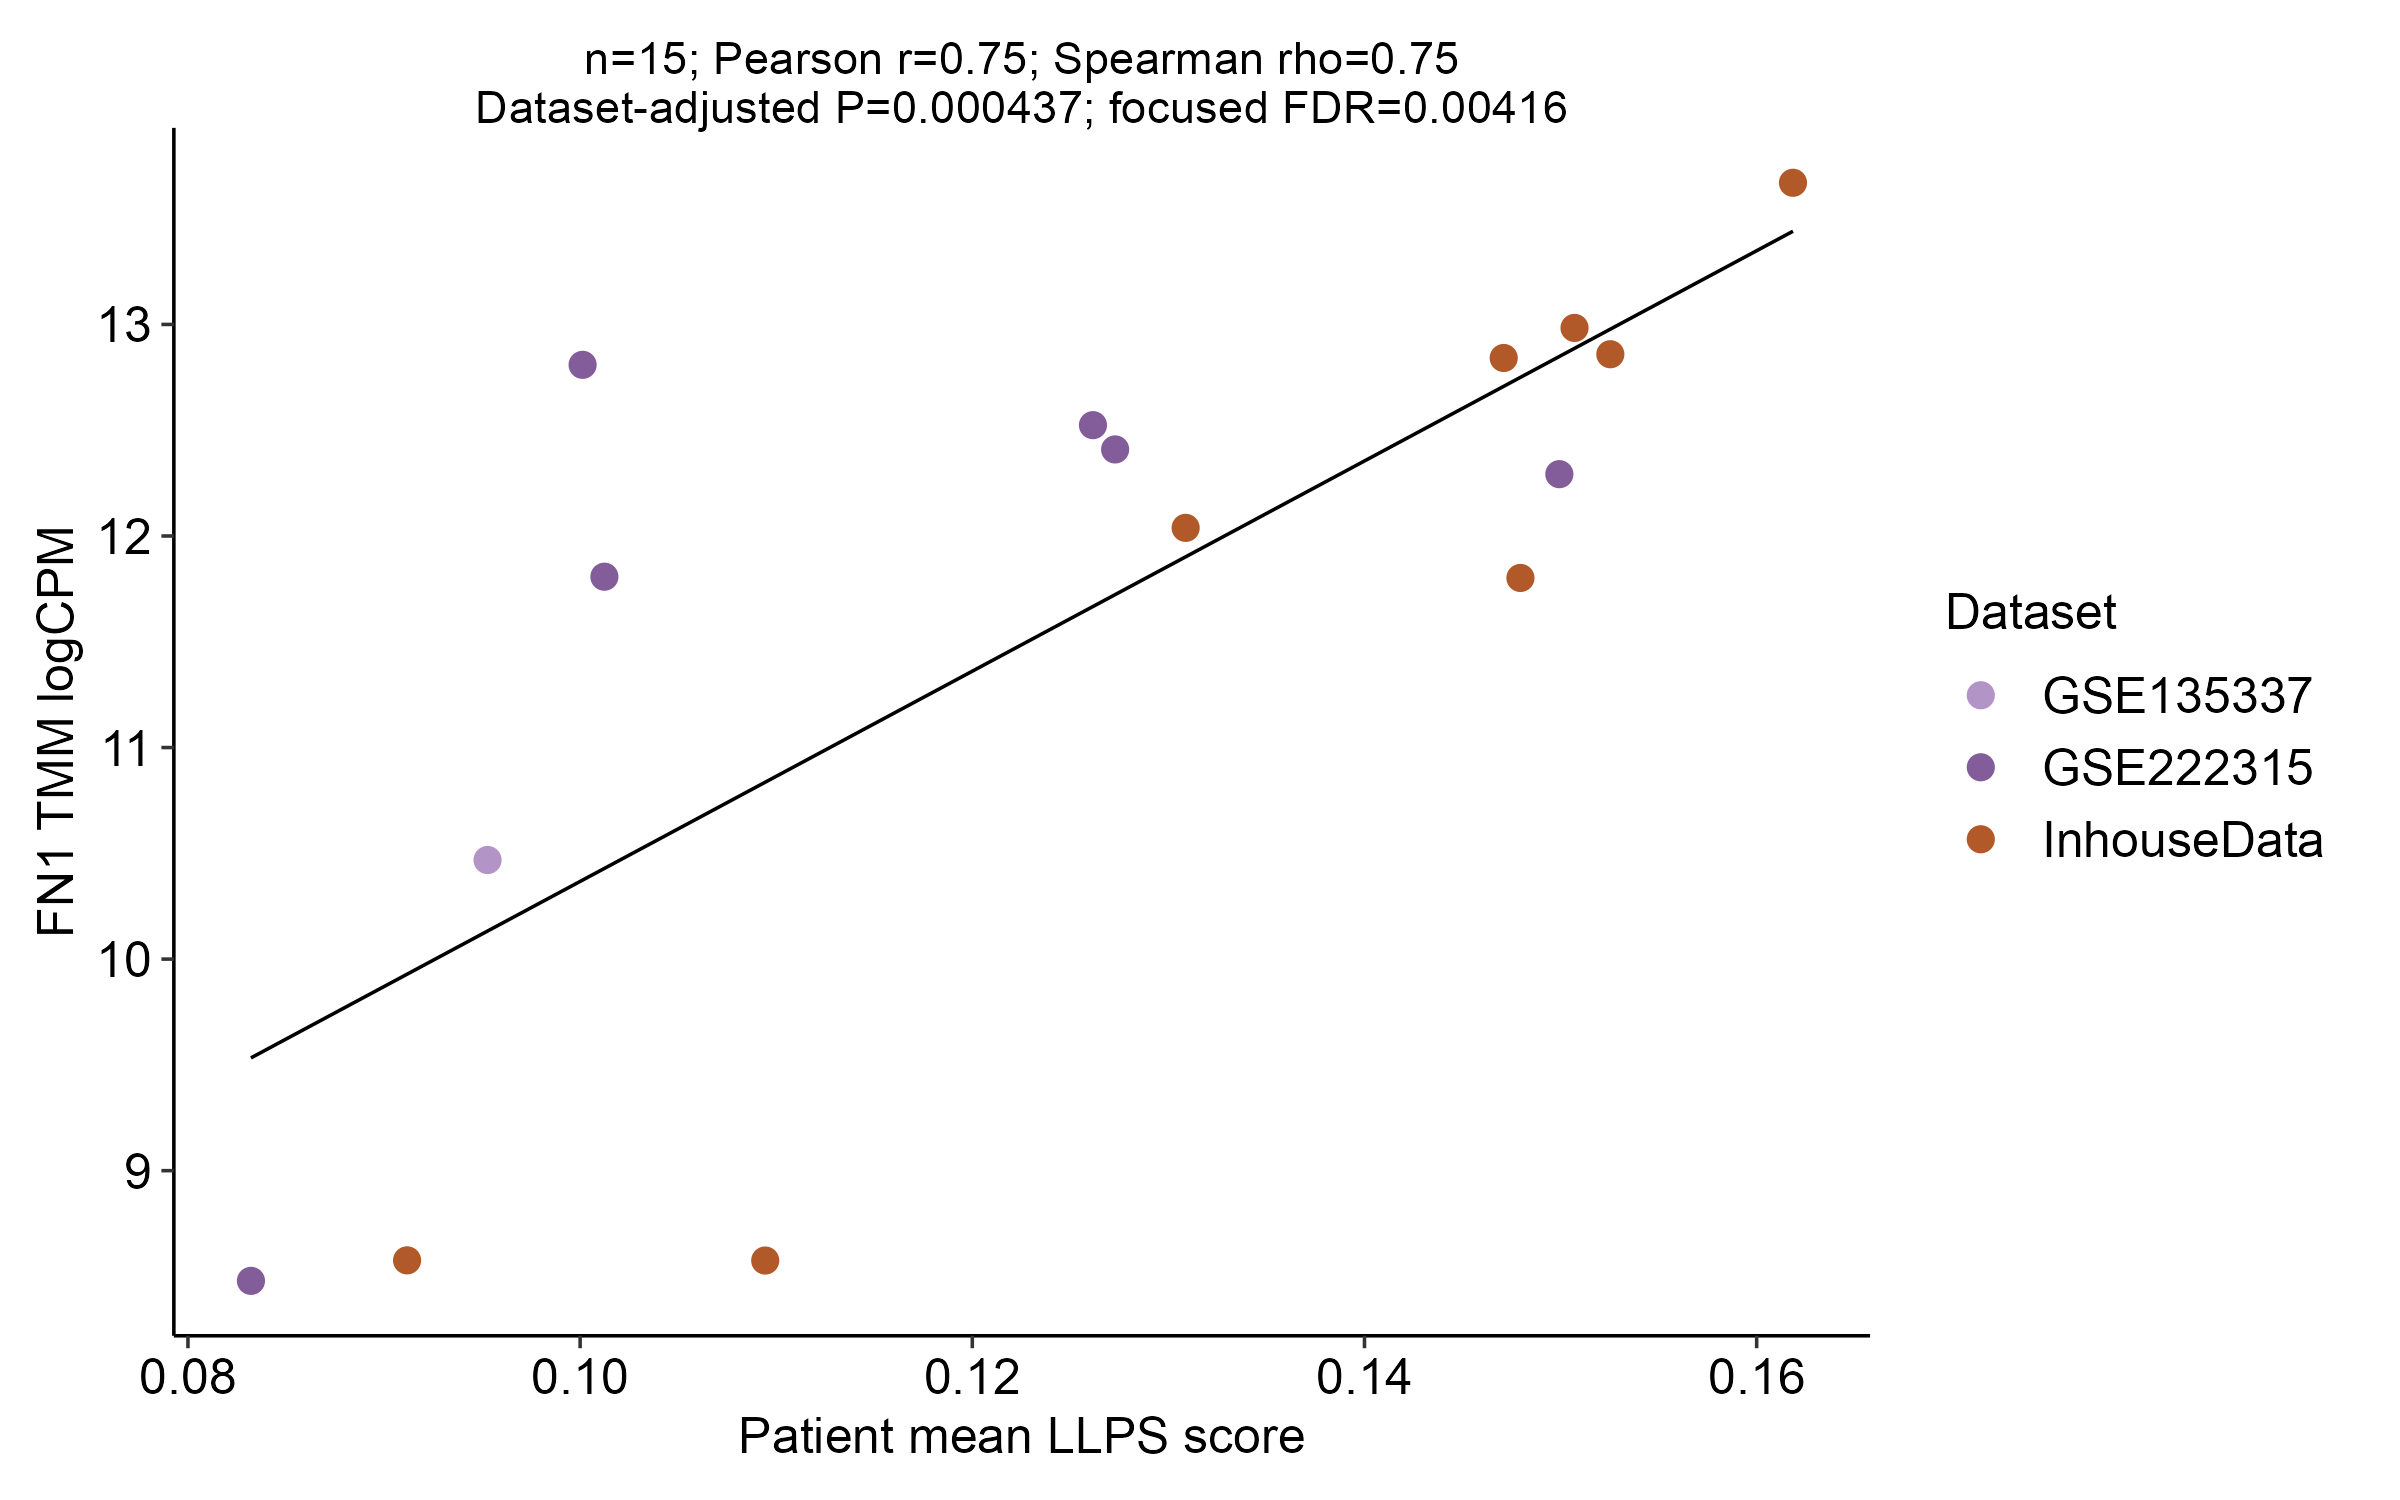 n=15; Pearson r=0.75; Spearman rho=0.75
Dataset-adjusted P=0.000437; focused FDR=0.00416
FN1 TMM logCPM
13
12
11
10
9
0.08 0.10 0.12 0.14 0.16
Patient mean LLPS score
Dataset
GSE135337
GSE222315
InhouseData